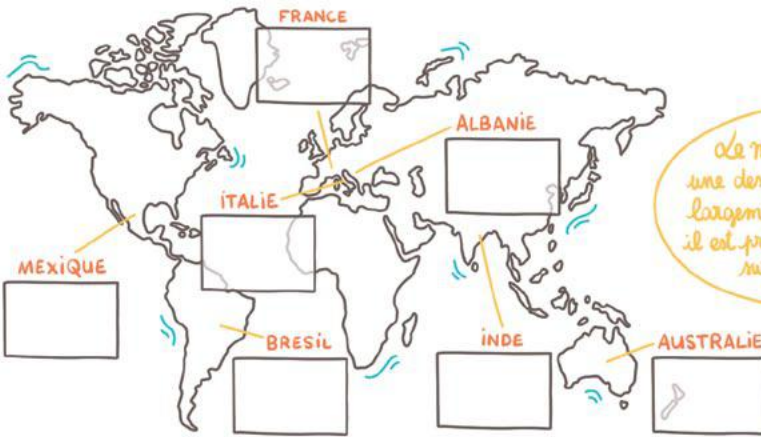 FRANCE
ALBANiE
iTALiE
MEXiQUE
BRESiL
iNDE
AUSTRALiE
Le
une
largem
il est